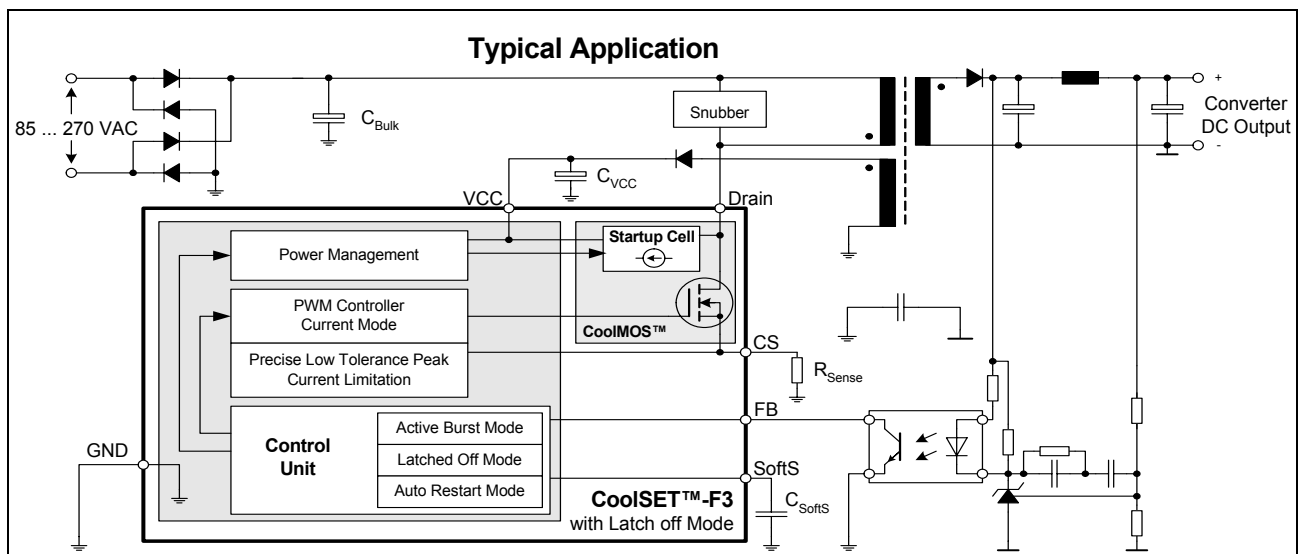 Typical Application
+
Snubber
Converter
DC Output
85 ... 270 VAC
CBulk
-
CVCC
VCC
Drain
Startup Cell
Power Management
PWM Controller
Current Mode
CoolMOS™
CS
Precise Low Tolerance Peak
Current Limitation
RSense
FB
Active Burst Mode
GND
Control
Unit
Latched Off Mode
SoftS
Auto Restart Mode
CoolSET™-F3
with Latch off Mode
CSoftS